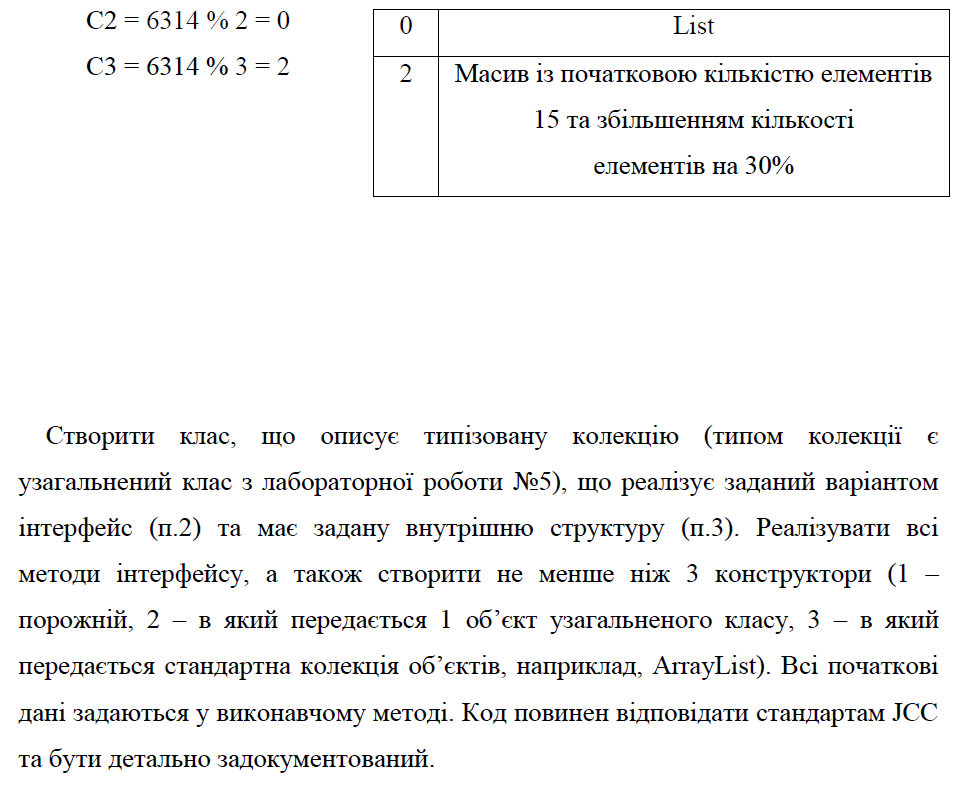 C2 = 6314 % 2 = 0
C3 = 6314 % 3 = 2
0 List
2 Масив із початковою кількістю елементів
15 та збільшенням кількості
елементів на 30%
Створити клас, що описує типізовану колекцію (типом колекції є
узагальнений клас з лабораторної роботи №5), що реалізує заданий варіантом
інтерфейс (п.2) та має задану внутрішню структуру (п.3). Реалізувати всі
методи інтерфейсу, а також створити не менше ніж 3 конструктори (1 –
порожній, 2 – в який передається 1 об’єкт узагальненого класу, 3 – в який
передається стандартна колекція об’єктів, наприклад, ArrayList). Всі початкові
дані задаються у виконавчому методі. Код повинен відповідати стандартам JCC
та бути детально задокументований.